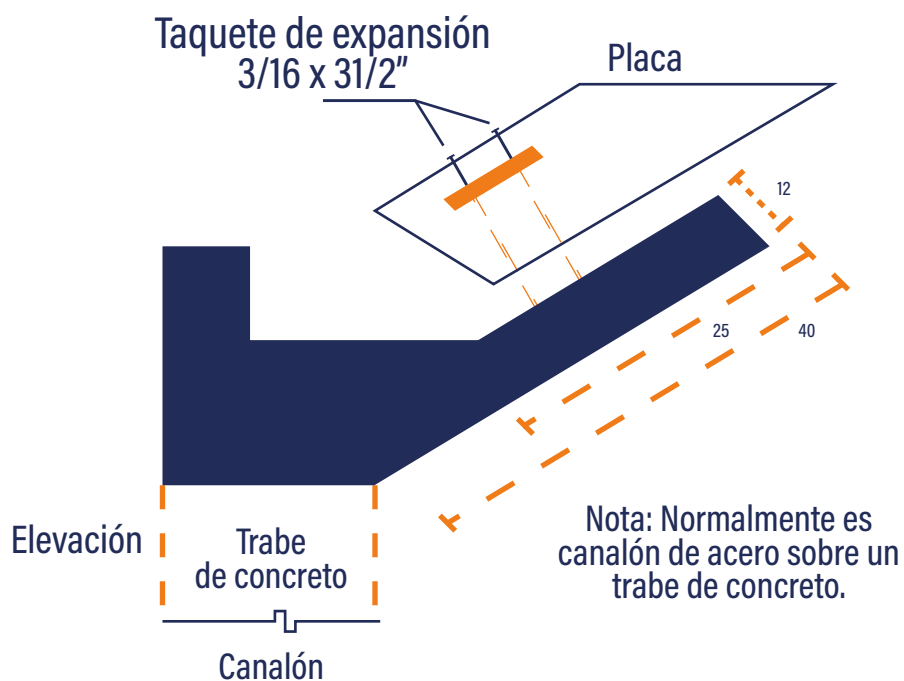 Taquete de expansión
3/16 x 31/2”
Placa
12
25
40
Elevación
Trabe
de concreto
Canalón
Nota: Normalmente es
canalón de acero sobre un
trabe de concreto.